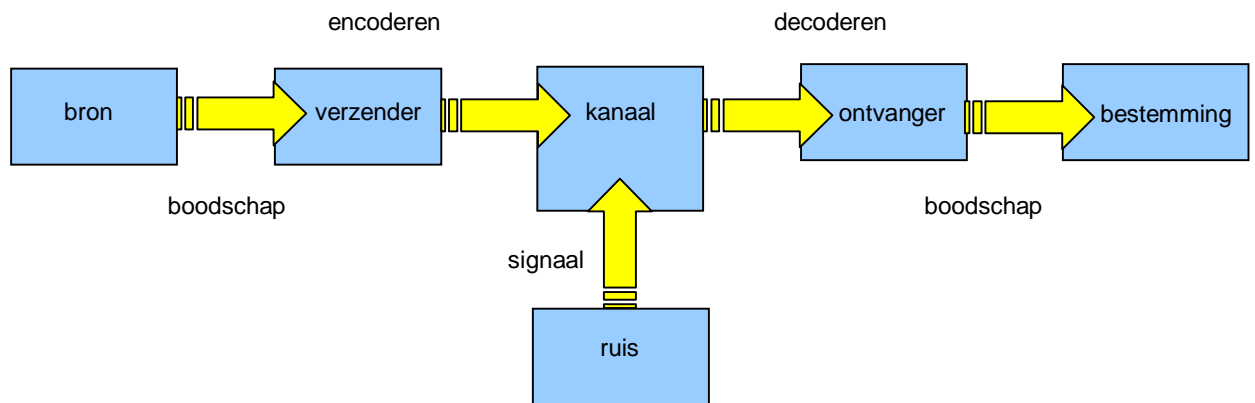 encoderen
decoderen
bron
verzender
kanaal
ontvanger
bestemming
boodschap
boodschap
signaal
ruis